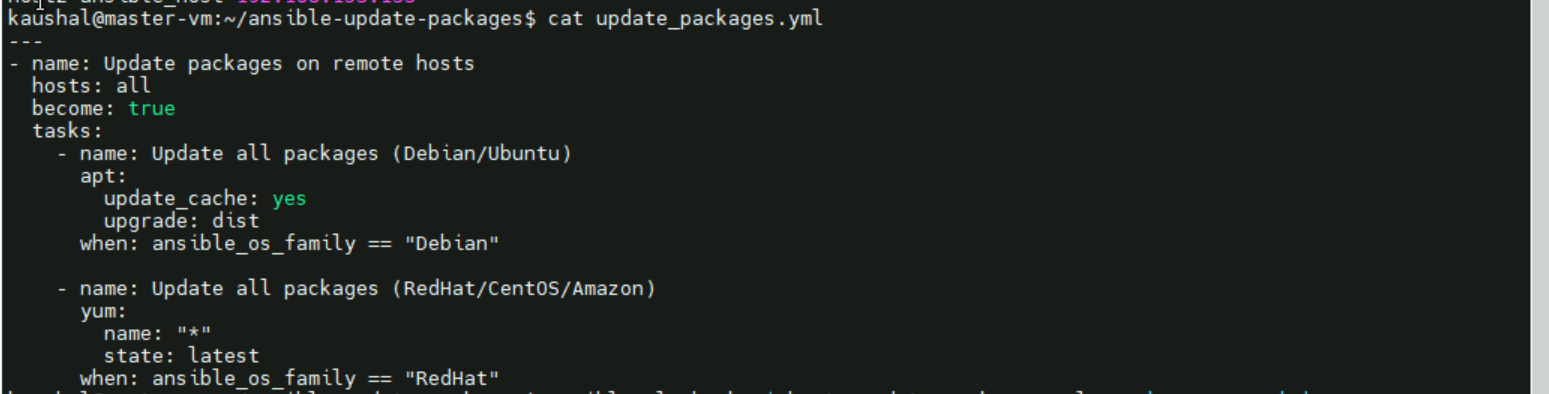 kaushal@master-vm:~/ansible-update-packages$ cat update_packages.yml
---
- name: Update packages on remote hosts
  hosts: all
  become: true
  tasks:
    - name: Update all packages (Debian/Ubuntu)
      apt:
        update_cache: yes
        upgrade: dist
      when: ansible_os_family == "Debian"

    - name: Update all packages (RedHat/CentOS/Amazon)
      yum:
        name: "*"
        state: latest
      when: ansible_os_family == "RedHat"